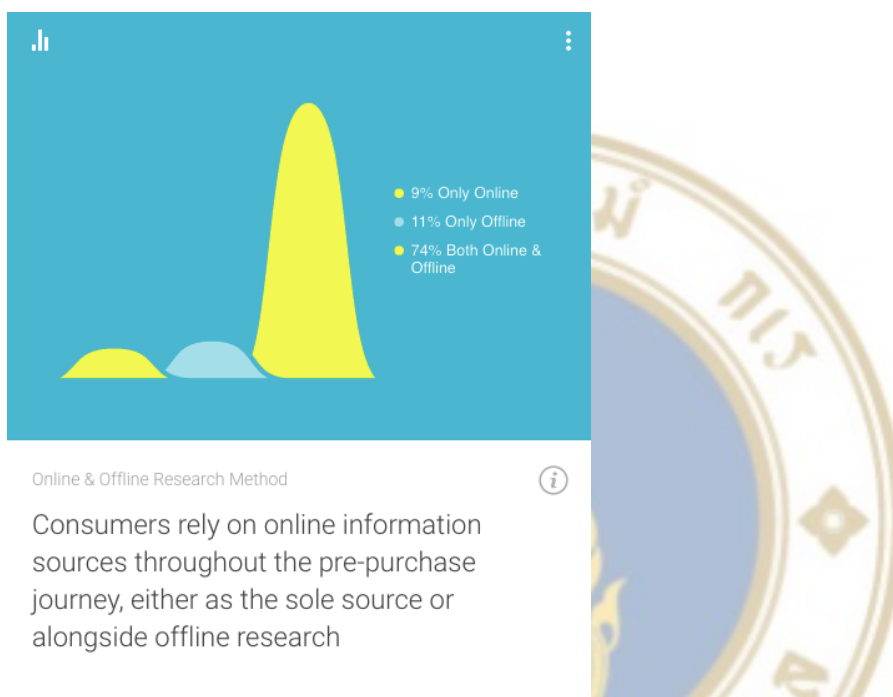 9% Only Online
11% Only Offline
74% Both Online &
Offline
Online & Offline Research Method
Consumers rely on online information
sources throughout the pre-purchase
journey, either as the sole source or
alongside offline research